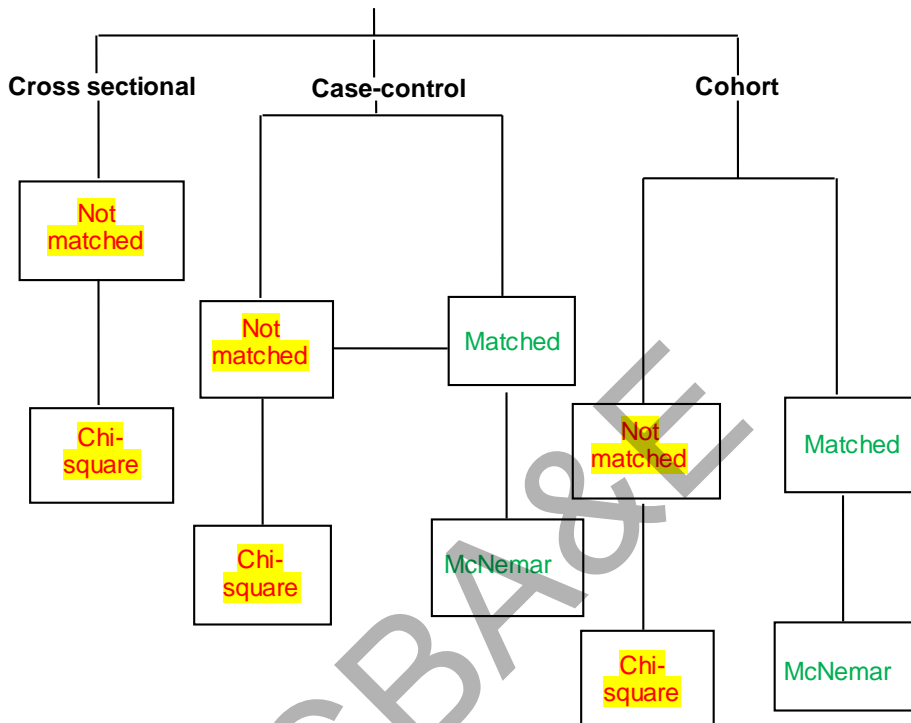 Cross sectional
Case-control
Cohort
Not
matched
Not
matched
Matched
Not
matched
Matched
Chi-
square
Chi-
square
McNemar
Chi-
square
McNemar
GBA&E